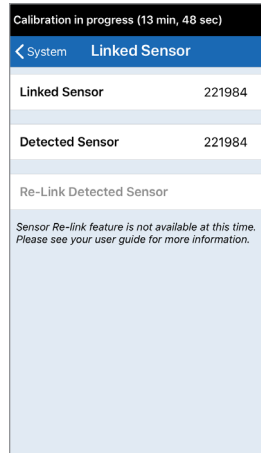 Calibration in progress (13 min, 48 sec)
System Linked Sensor
Linked Sensor 221984
Detected Sensor 221984
Re-Link Detected Sensor
Sensor Re-link feature is not available at this time.
Please see your user guide for more information.